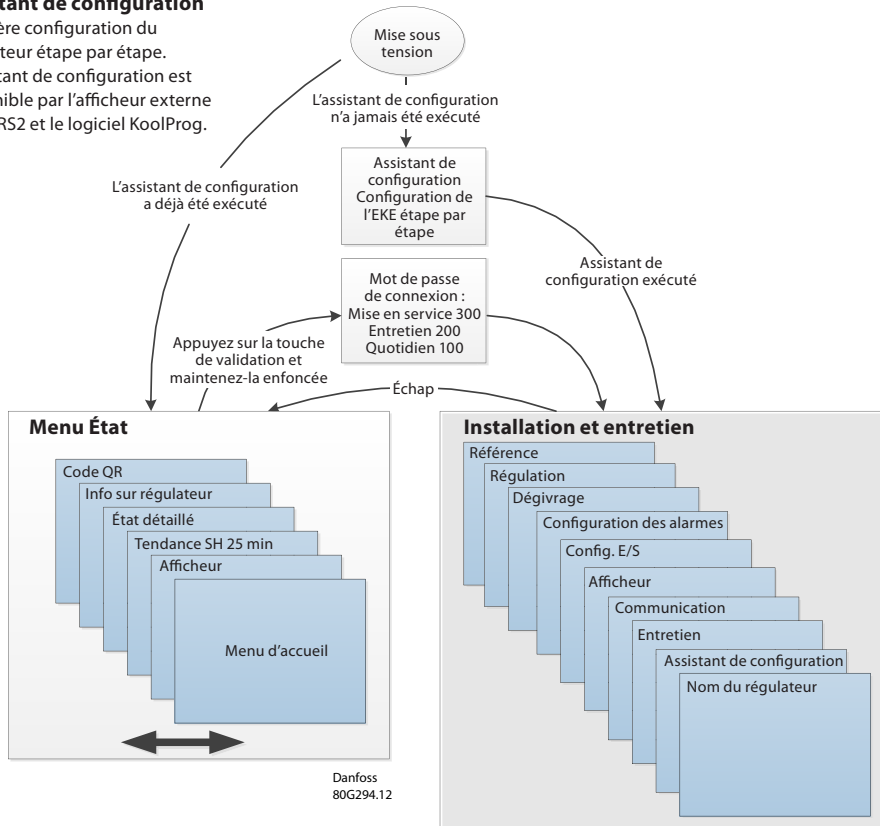 tant de configuration
ère configuration du
teur étape par étape.
tant de configuration est
nible par l'afficheur externe
RS2 et le logiciel KoolProg.
Mise sous
tension
L'assistant de configuration
n'a jamais été exécuté
L'assistant de configuration
a déjà été exécuté
Assistant de
configuration
Configuration de
l'EKE étape par
étape
Assistant de
configuration exécuté
Mot de passe
de connexion :
Mise en service 300
Entretien 200
Quotidien 100
Appuyez sur la touche
de validation et
maintenez-la enfoncée
Échap
Menu État
Code QR
Info sur régulateur
État détaillé
Tendance SH 25 min
Afficheur
Menu d'accueil
Installation et entretien
Référence
Régulation
Dégivrage
Configuration des alarmes
Config. E/S
Afficheur
Communication
Entretien
Assistant de configuration
Nom du régulateur
Danfoss
80G294.12